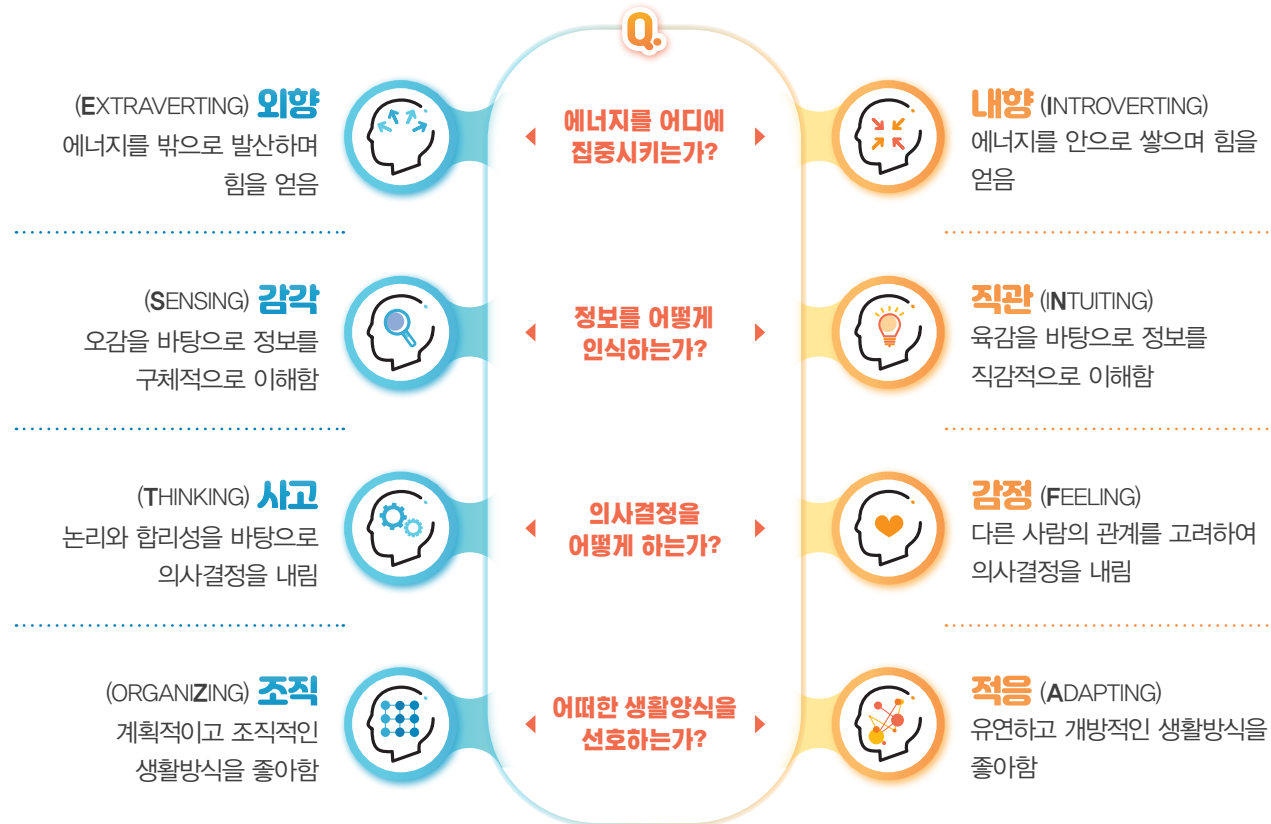 Q.
(EXTRAVERTING) 외향
에너지를 밖으로 발산하며
힘을 얻음
에너지를 어디에
집중시키는가?
내향 (INTROVERTING)
에너지를 안으로 쌓으며 힘을
얻음
(SENSING) 감각
오감을 바탕으로 정보를
구체적으로 이해함
정보를 어떻게
인식하는가?
직관 (INTUITING)
육감을 바탕으로 정보를
직감적으로 이해함
(THINKING) 사고
논리와 합리성을 바탕으로
의사결정을 내림
의사결정을
어떻게 하는가?
감정 (FEELING)
다른 사람의 관계를 고려하여
의사결정을 내림
(ORGANIZING) 조직
계획적이고 조직적인
생활방식을 좋아함
어떠한 생활양식을
선호하는가?
적응 (ADAPTING)
유연하고 개방적인 생활방식을
좋아함